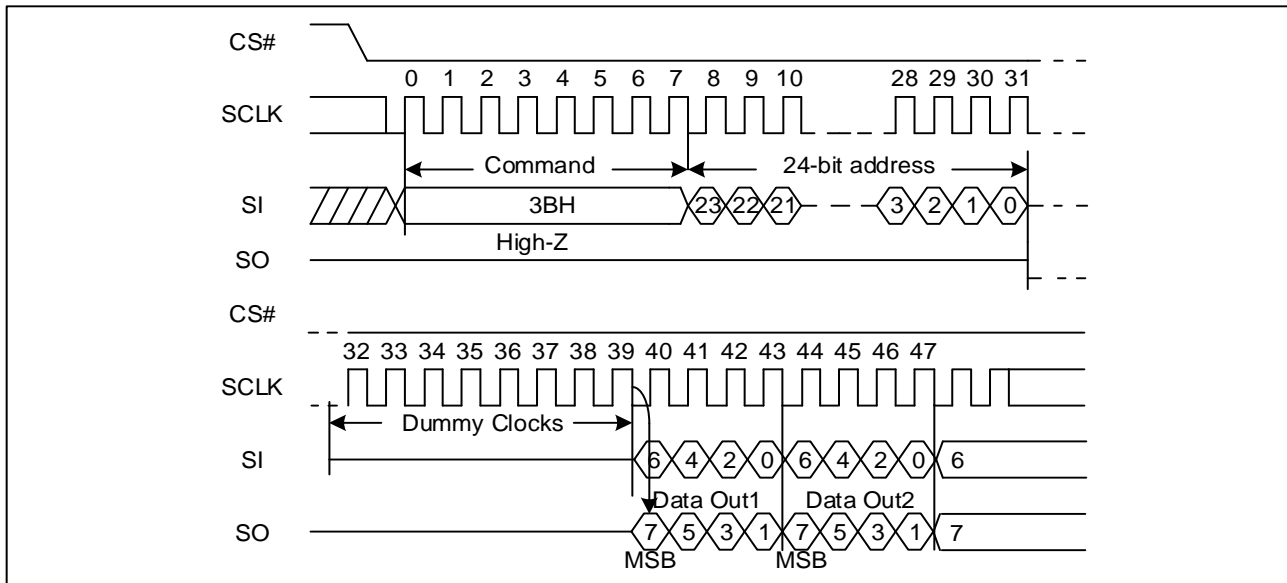 CS#
0 1 2 3 4 5 6 7 8 9 10 28 29 30 31
SCLK
Command 24-bit address
SI 3BH 23 22 21 3 2 1 0
High-Z
SO
CS#
32 33 34 35 36 37 38 39 40 41 42 43 44 45 46 47
SCLK
Dummy Clocks
SI 6 4 2 0 6 4 2 0 6
Data Out1 Data Out2
SO 7 5 3 1 7 5 3 1 7
MSB MSB